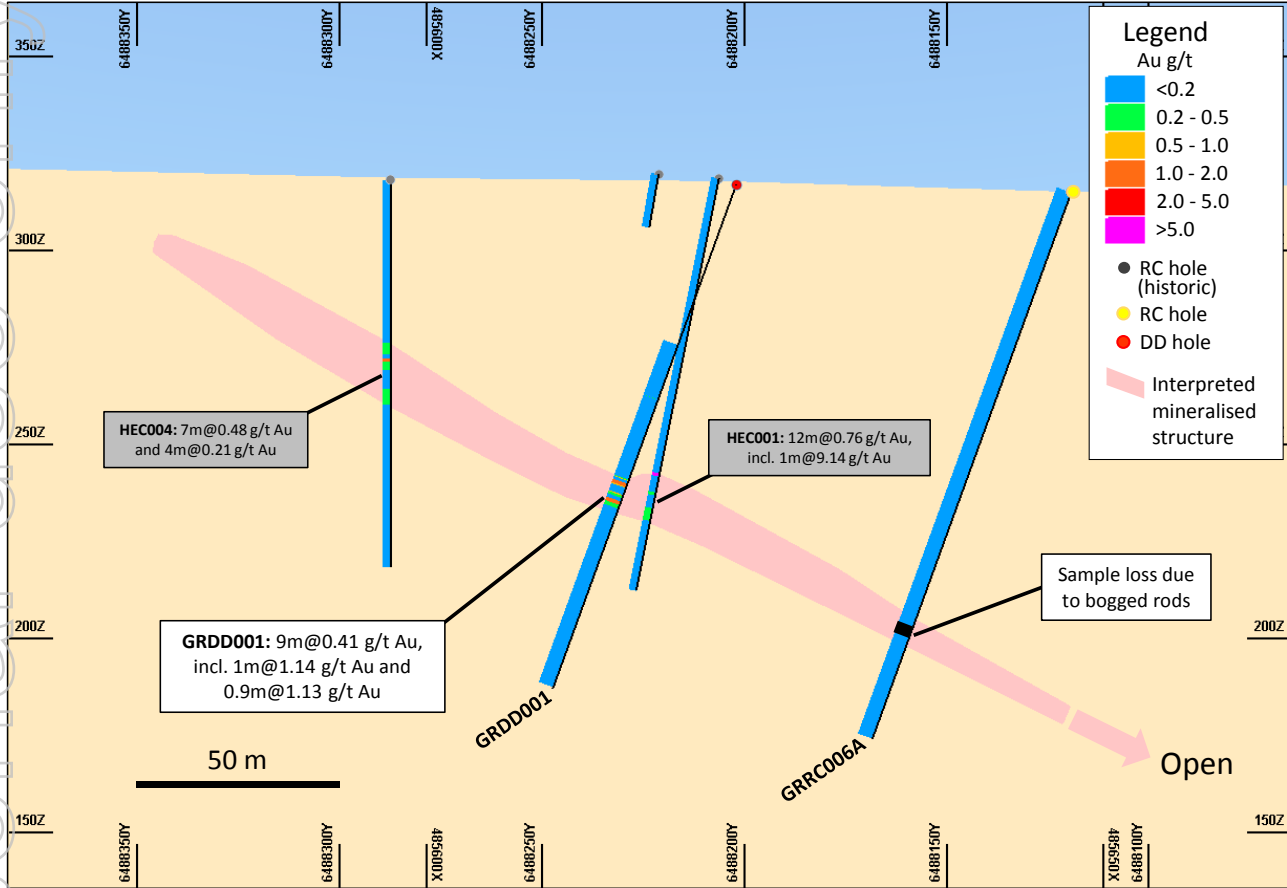 6488350Y
6488300Y
458600X
6488250Y
6488200Y
6488150Y
350Z
300Z
250Z
200Z
150Z
200Z
150Z
Legend
Au g/t
<0.2
0.2 - 0.5
0.5 - 1.0
1.0 - 2.0
2.0 - 5.0
>5.0
RC hole
(historic)
RC hole
DD hole
Interpreted
mineralised
structure
HEC004: 7m@0.48 g/t Au
and 4m@0.21 g/t Au
HEC001: 12m@0.76 g/t Au,
incl. 1m@9.14 g/t Au
Sample loss due
to bogged rods
GRDD001: 9m@0.41 g/t Au,
incl. 1m@1.14 g/t Au and
0.9m@1.13 g/t Au
GRDD001
GRRC006A
Open
50 m
6488350Y
6488300Y
458600X
6488250Y
6488200Y
6488150Y
458650X
6488100Y